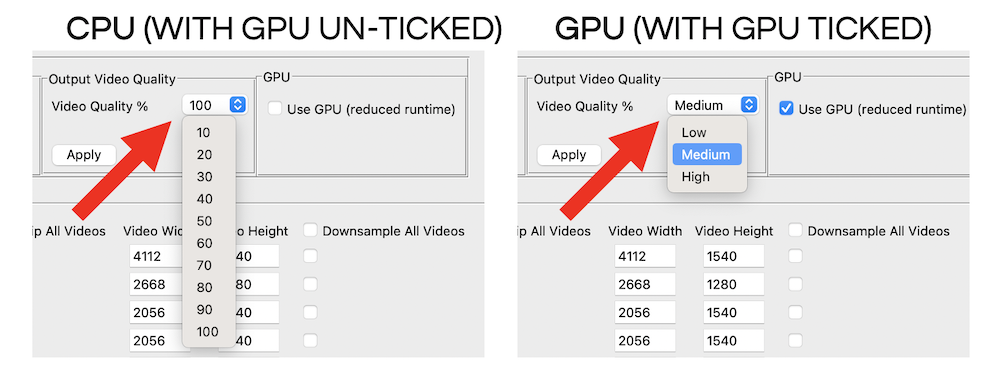 CPU (WITH GPU UN-TICKED)
Output Video Quality
GPU
Video Quality %
100
Use GPU (reduced runtime)
Apply
10
20
30
40
50
60
70
80
90
100
ip All Videos
Video Wid
o Height
Downsample All Videos
4112
40
2668
80
2056
40
2056
40
GPU (WITH GPU TICKED)
Output Video Quality
GPU
Video Quality %
Medium
Use GPU (reduced runtime)
Apply
Low
Medium
High
ip All Videos
Video Width
Video Height
Downsample All Videos
4112
1540
2668
1280
2056
1540
2056
1540